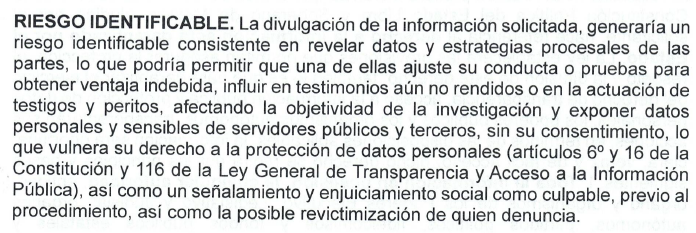 RIESGO IDENTIFICABLE. La divulgación de la información solicitada, generaría un
riesgo identificable consistente en revelar datos y estrategias procesales de las
partes, lo que podría permitir que una de ellas ajuste su conducta o pruebas para
obtener ventaja indebida, influir en testimonios aún no rendidos o en la actuación de
testigos y peritos, afectando la objetividad de la investigación y exponer datos
personales y sensibles de servidores públicos y terceros, sin su consentimiento, lo
que vulnera su derecho a la protección de datos personales (artículos 6º y 16 de la
Constitución y 116 de la Ley General de Transparencia y Acceso a la Información
Pública), así como un señalamiento y enjuiciamiento social como culpable, previo al
procedimiento, así como la posible revictimización de quien denuncia.